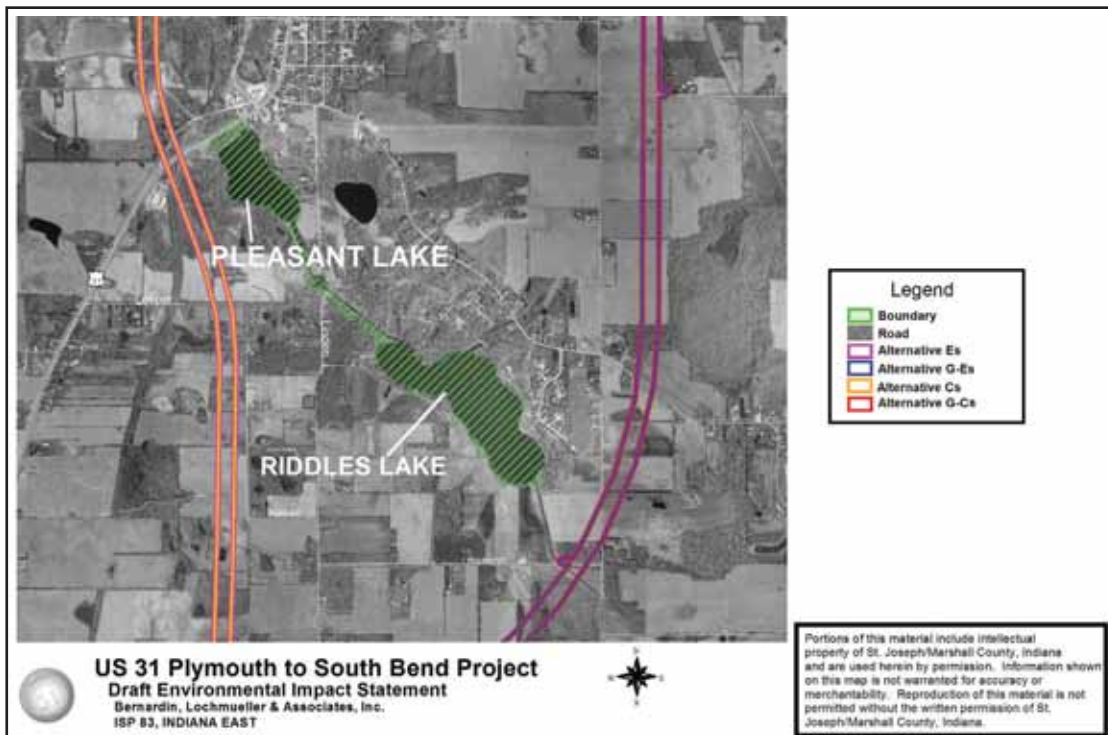 PLEASANT LAKE
RIDDLES LAKE
Legend
Boundary
Road
Alternative Es
Alternative G-Es
Alternative Cs
Alternative G-Cs
US 31 Plymouth to South Bend Project
Draft Environmental Impact Statement
Bernardin, Lochmueller & Associates, Inc.
ISP 83, INDIANA EAST
Portions of this material include intellectual
property of St. Joseph/Marshall County, Indiana
and are used herein by permission. Information shown
on this map is not warranted for accuracy or
merchantability. Reproduction of this material is not
permitted without the written permission of St.
Joseph/Marshall County, Indiana.